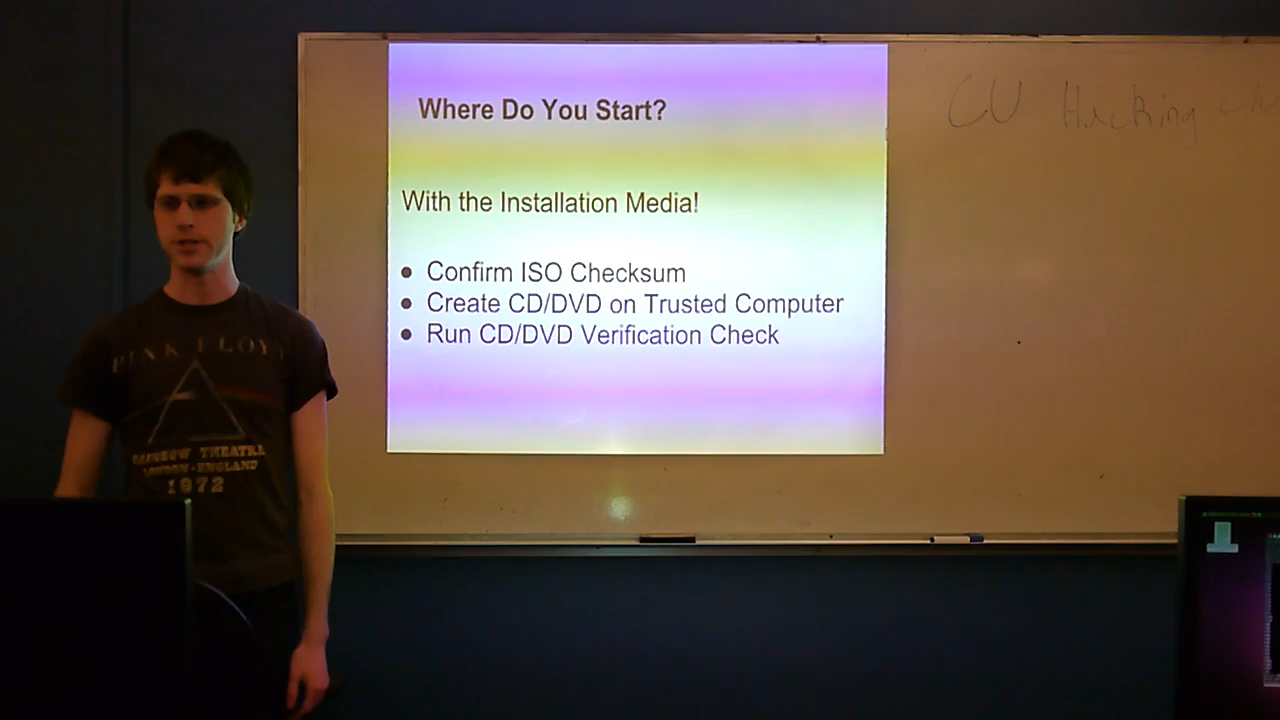 Where Do You Start?
With the Installation Media!
● Confirm ISO Checksum
● Create CD/DVD on Trusted Computer
● Run CD/DVD Verification Check
CU Hacking
PINK FLOYD
RAINBOW THEATRE
LONDON - ENGLAND
1972